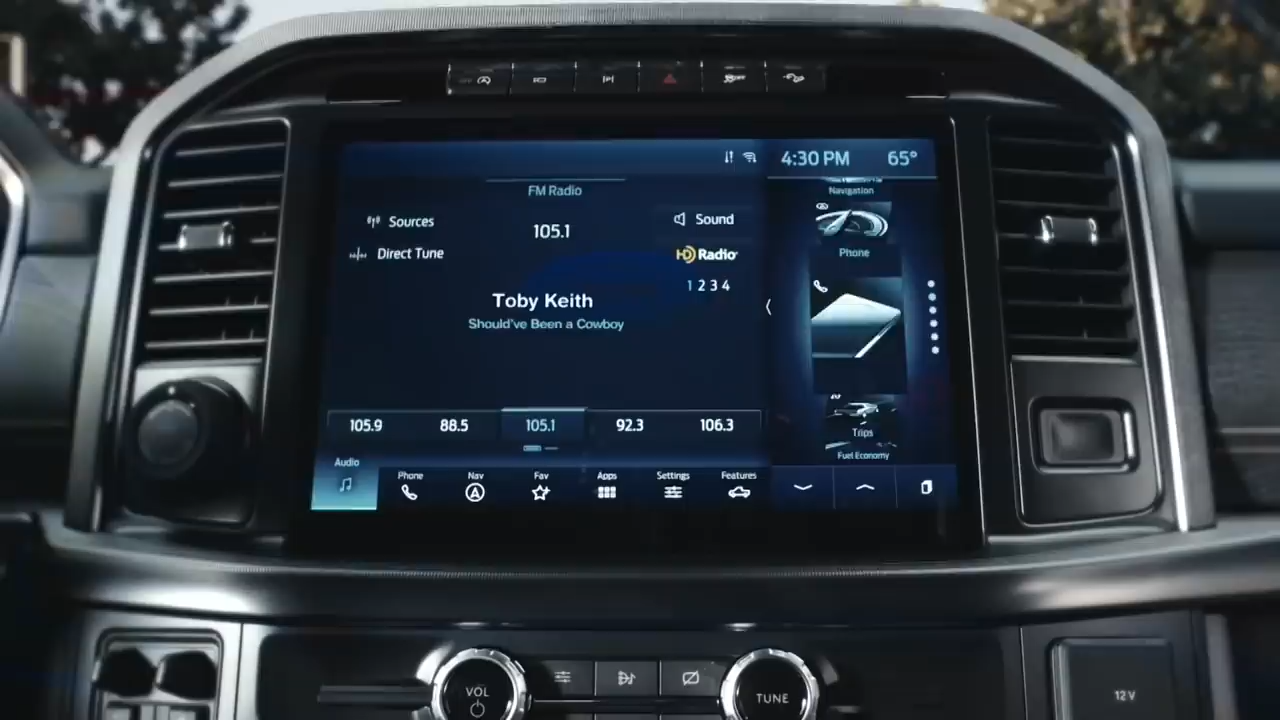 4:30 PM 65°
FM Radio
Sources
105.1
Sound
Direct Tune
HD Radio
1 2 3 4
Toby Keith
Should've Been a Cowboy
105.9 88.5 105.1 92.3 106.3
Audio Phone Nav Fav Apps Settings Features
Navigation
Phone
Trips
Fuel Economy
VOL
TUNE
12V